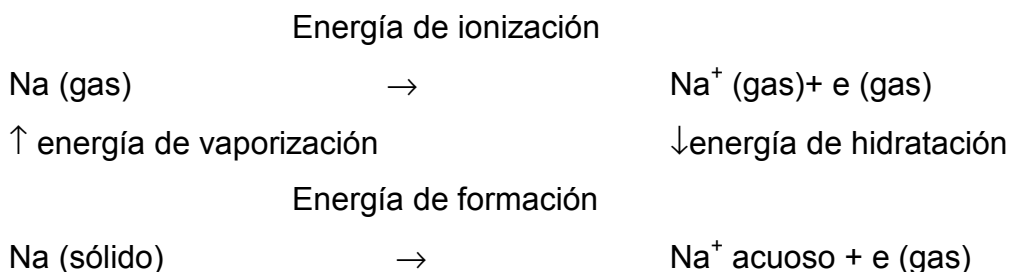 Energía de ionización
Na (gas) → Na⁺ (gas)+ e (gas)
↑ energía de vaporización ↓energía de hidratación
Energía de formación
Na (sólido) → Na⁺ acuoso + e (gas)